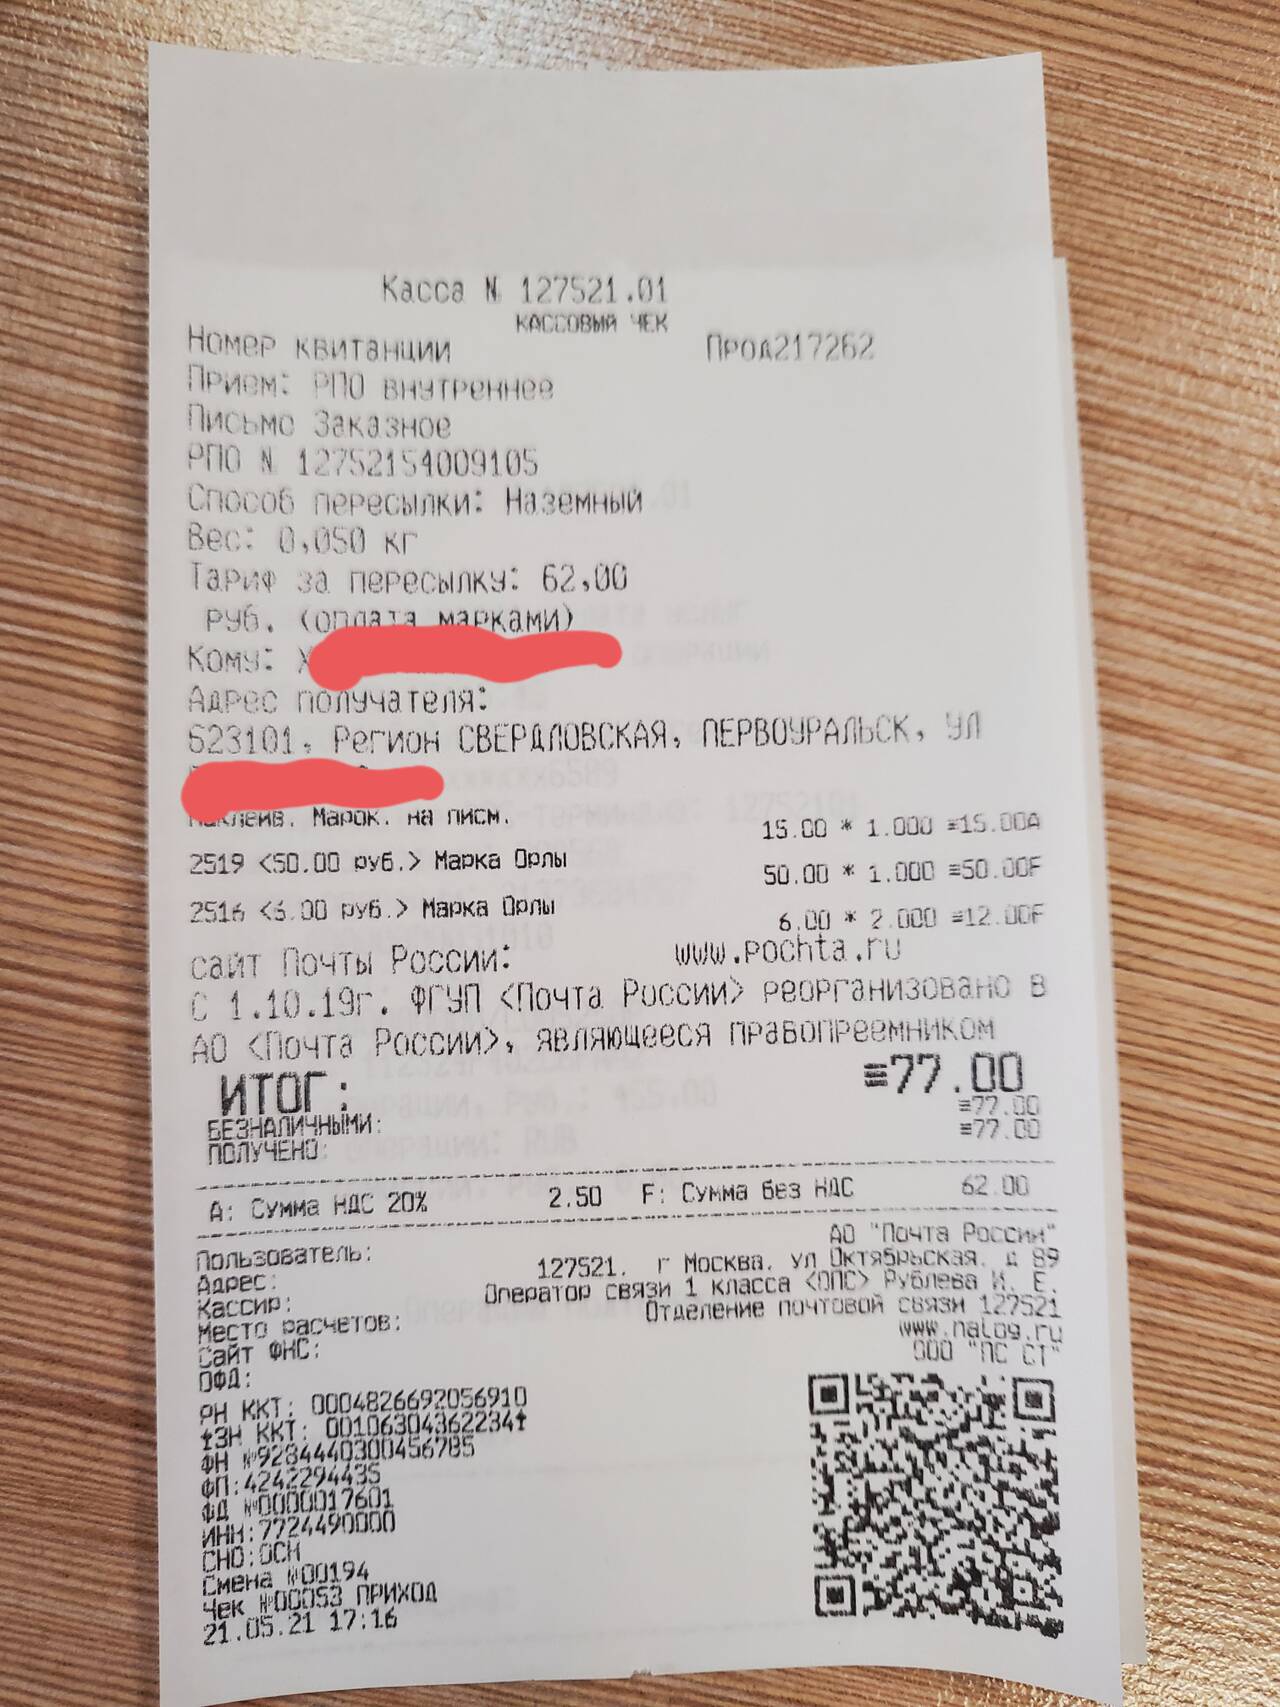 Касса № 127521.01
КАССОВЫЙ ЧЕК
Номер квитанции Прод217262
Прием: РПО внутреннее
Письмо Заказное
РПО № 12752154009105
Способ пересылки: Наземный
Вес: 0,050 кг
Тариф за пересылку: 62,00
руб. (оплата марками)
Кому: Х
Адрес получателя:
623101, Регион СВЕРДЛОВСКАЯ, ПЕРВОУРАЛЬСК, УЛ
Наклеив. Марок. на писм. 15.00 * 1.000 ≡15.00А
2519 <50.00 руб.> Марка Орлы 50.00 * 1.000 ≡50.00F
2516 <6.00 руб.> Марка Орлы 6.00 * 2.000 ≡12.00F
сайт Почты России: www.pochta.ru
С 1.10.19г. ФГУП <Почта России> реорганизовано в
АО <Почта России>, являющееся правопреемником
ИТОГ: ≡77.00
БЕЗНАЛИЧНЫМИ: ≡77.00
ПОЛУЧЕНО: ≡77.00
А: Сумма НДС 20% 2.50 F: Сумма без НДС 62.00
Пользователь: АО "Почта России"
Адрес: 127521, г Москва, ул Октябрьская, д 89
Кассир: Оператор связи 1 класса <ОПС> Рублева И. Е.
Место расчетов: Отделение почтовой связи 127521
Сайт ФНС: www.nalog.ru
ОФД: ООО "ПС СТ"
РН ККТ: 0004826692056910
ЗН ККТ: 00106304362234
ФН №9284440300456785
ФП:4242294435
ФД №0000017601
ИНН:7724490000
СНО:ОСН
Смена №00194
Чек №00053 ПРИХОД
21.05.21 17:16